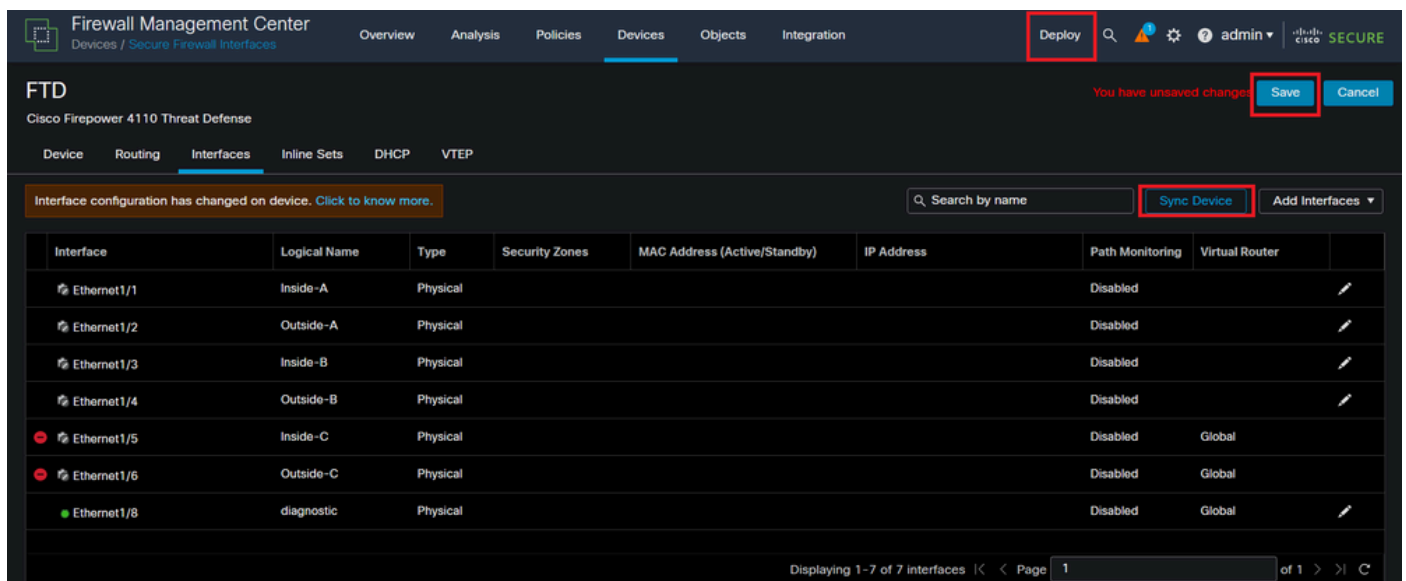 Firewall Management Center
Devices / Secure Firewall Interfaces
Overview Analysis Policies Devices Objects Integration Deploy 1 admin cisco SECURE
FTD
You have unsaved changes Save Cancel
Cisco Firepower 4110 Threat Defense
Device Routing Interfaces Inline Sets DHCP VTEP
Interface configuration has changed on device. Click to know more. Search by name Sync Device Add Interfaces
Interface Logical Name Type Security Zones MAC Address (Active/Standby) IP Address Path Monitoring Virtual Router
Ethernet1/1 Inside-A Physical Disabled
Ethernet1/2 Outside-A Physical Disabled
Ethernet1/3 Inside-B Physical Disabled
Ethernet1/4 Outside-B Physical Disabled
Ethernet1/5 Inside-C Physical Disabled Global
Ethernet1/6 Outside-C Physical Disabled Global
Ethernet1/8 diagnostic Physical Disabled Global
Displaying 1-7 of 7 interfaces |< < Page 1 of 1 > >| C